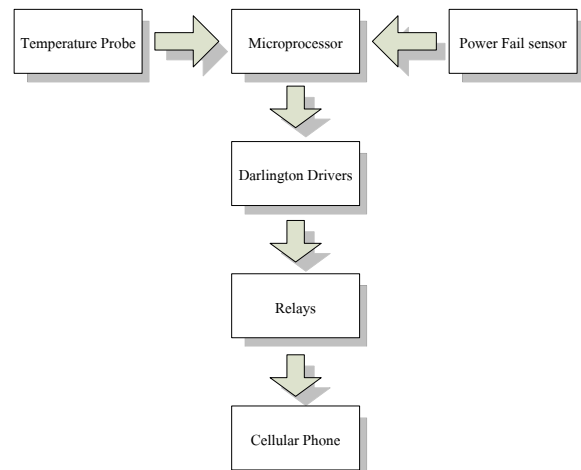 Temperature Probe
Microprocessor
Power Fail sensor
Darlington Drivers
Relays
Cellular Phone